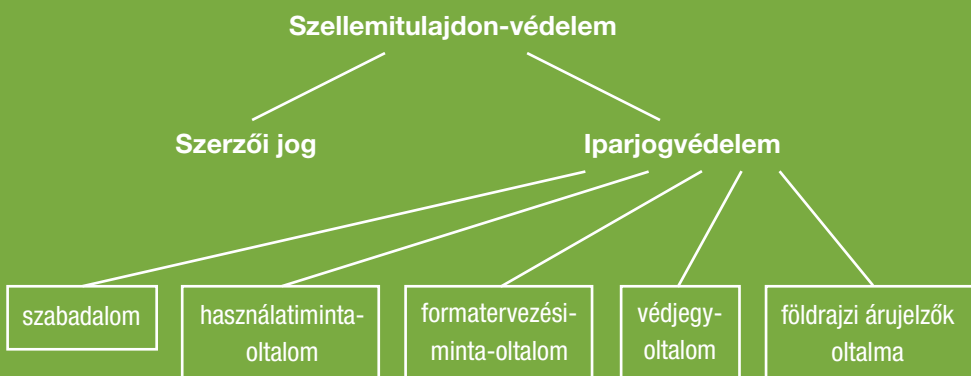 Szellemitulajdon-védelem
Szerzői jog
Iparjogvédelem
szabadalom
használatiminta-
oltalom
formatervezési-
minta-oltalom
védjegy-
oltalom
földrajzi árujelzők
oltalma